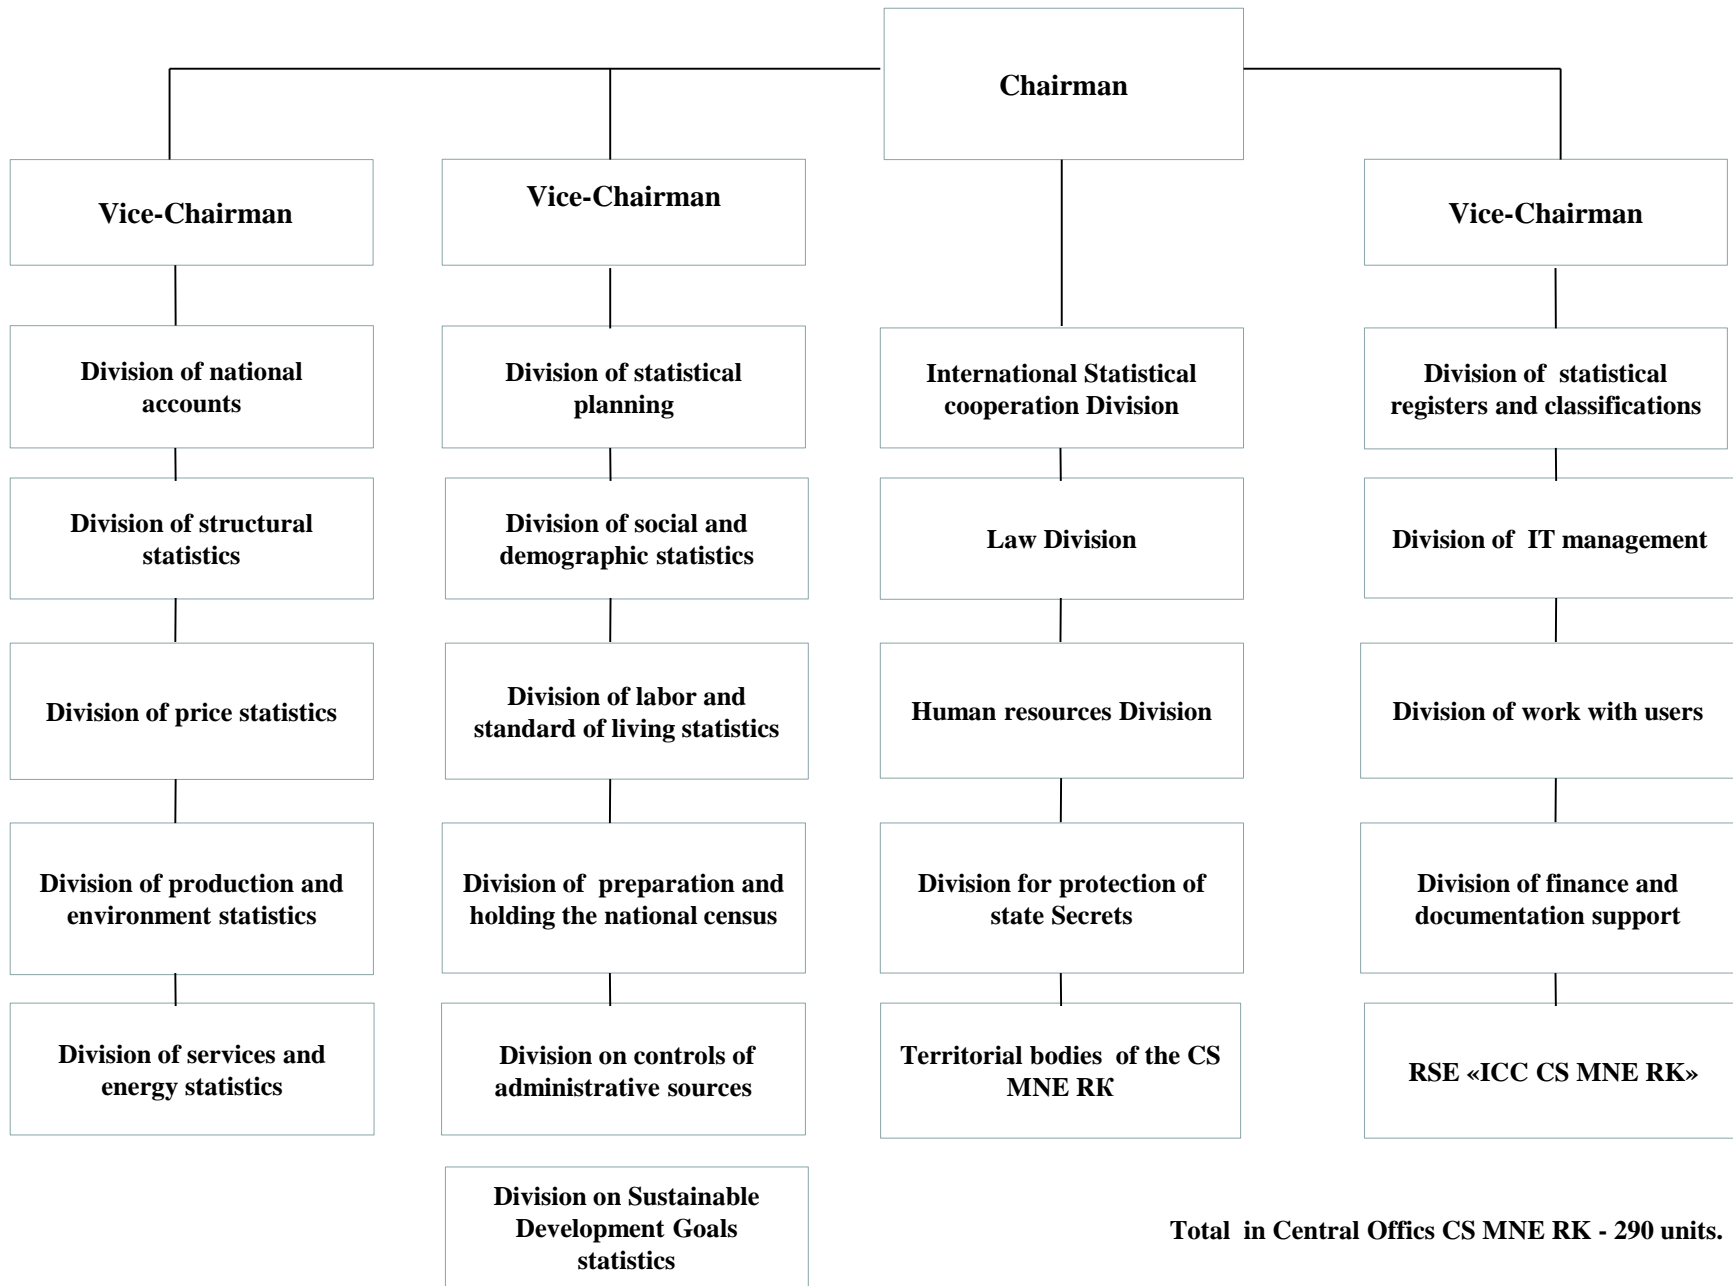 Chairman
Vice-Chairman
Vice-Chairman
Vice-Chairman
Division of national
accounts
Division of statistical
planning
International Statistical
cooperation Division
Division of statistical
registers and classifications
Division of structural
statistics
Division of social and
demographic statistics
Law Division
Division of IT management
Division of price statistics
Division of labor and
standard of living statistics
Human resources Division
Division of work with users
Division of production and
environment statistics
Division of preparation and
holding the national census
Division for protection of
state Secrets
Division of finance and
documentation support
Division of services and
energy statistics
Division on controls of
administrative sources
Territorial bodies of the CS
MNE RK
RSE «ICC CS MNE RK»
Division on Sustainable
Development Goals
statistics
Total in Central Offics CS MNE RK - 290 units.